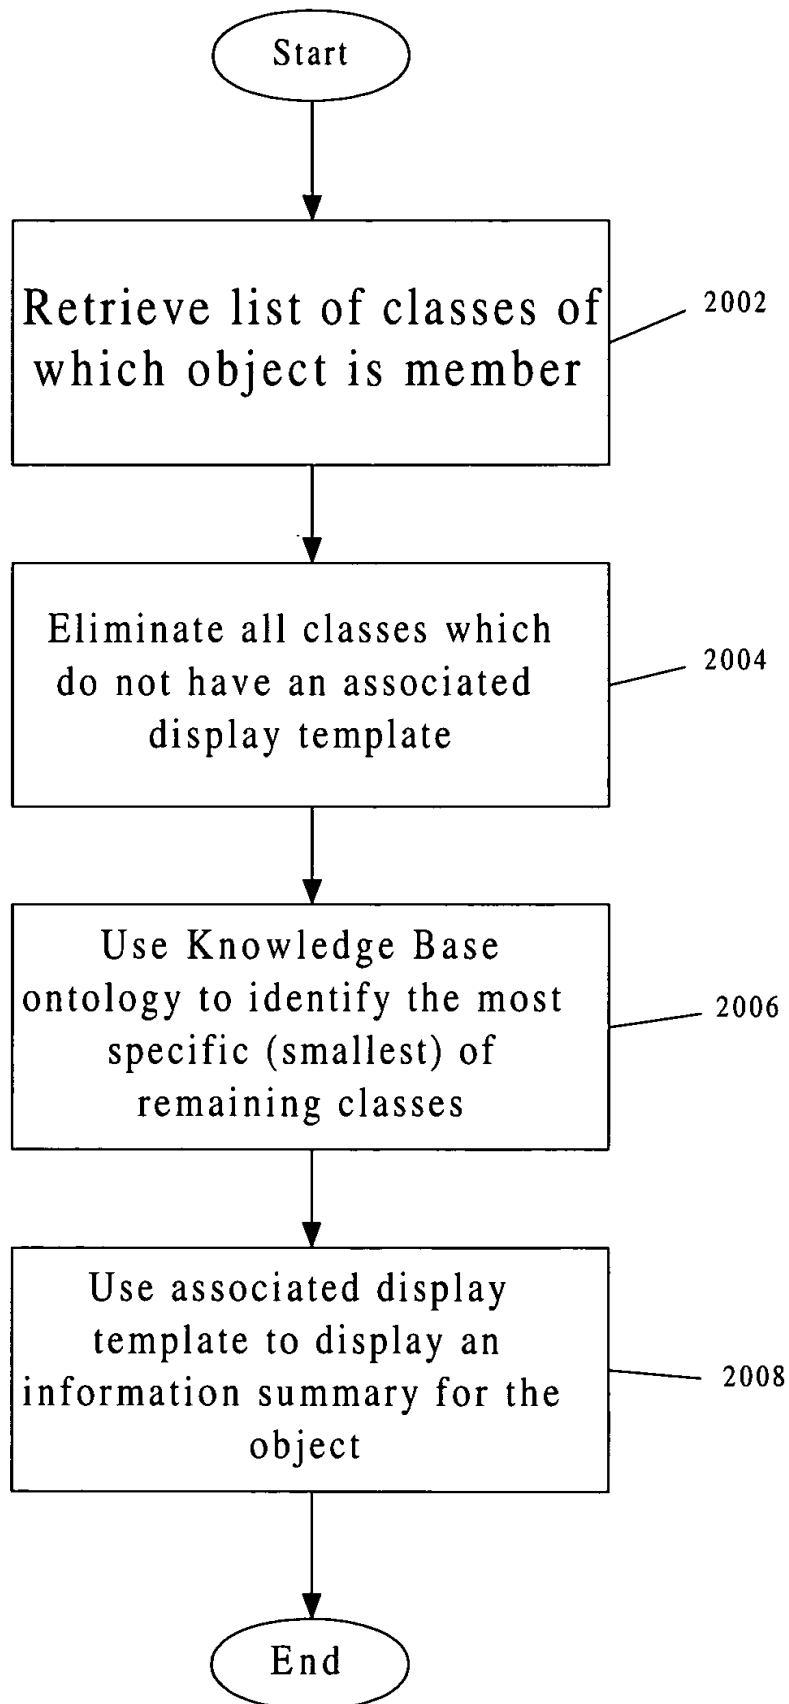 Start
Retrieve list of classes of
which object is member
2002
Eliminate all classes which
do not have an associated
display template
2004
Use Knowledge Base
ontology to identify the most
specific (smallest) of
remaining classes
2006
Use associated display
template to display an
information summary for the
object
2008
End